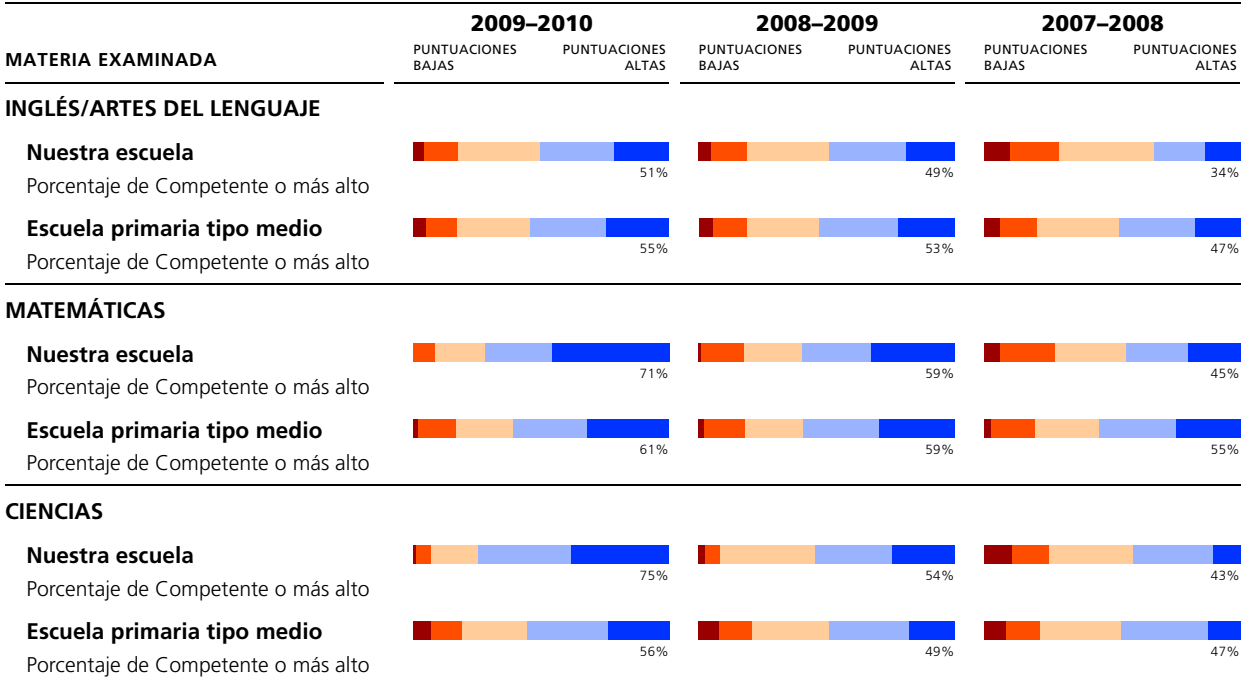 2009–2010 2008–2009 2007–2008
MATERIA EXAMINADA PUNTUACIONES BAJAS PUNTUACIONES ALTAS PUNTUACIONES BAJAS PUNTUACIONES ALTAS PUNTUACIONES BAJAS PUNTUACIONES ALTAS
INGLÉS/ARTES DEL LENGUAJE
Nuestra escuela
Porcentaje de Competente o más alto 51% 49% 34%
Escuela primaria tipo medio
Porcentaje de Competente o más alto 55% 53% 47%
MATEMÁTICAS
Nuestra escuela
Porcentaje de Competente o más alto 71% 59% 45%
Escuela primaria tipo medio
Porcentaje de Competente o más alto 61% 59% 55%
CIENCIAS
Nuestra escuela
Porcentaje de Competente o más alto 75% 54% 43%
Escuela primaria tipo medio
Porcentaje de Competente o más alto 56% 49% 47%